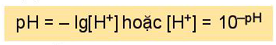 pH = – lg[H⁺] hoặc [H⁺] = 10⁻ᵖᴴ